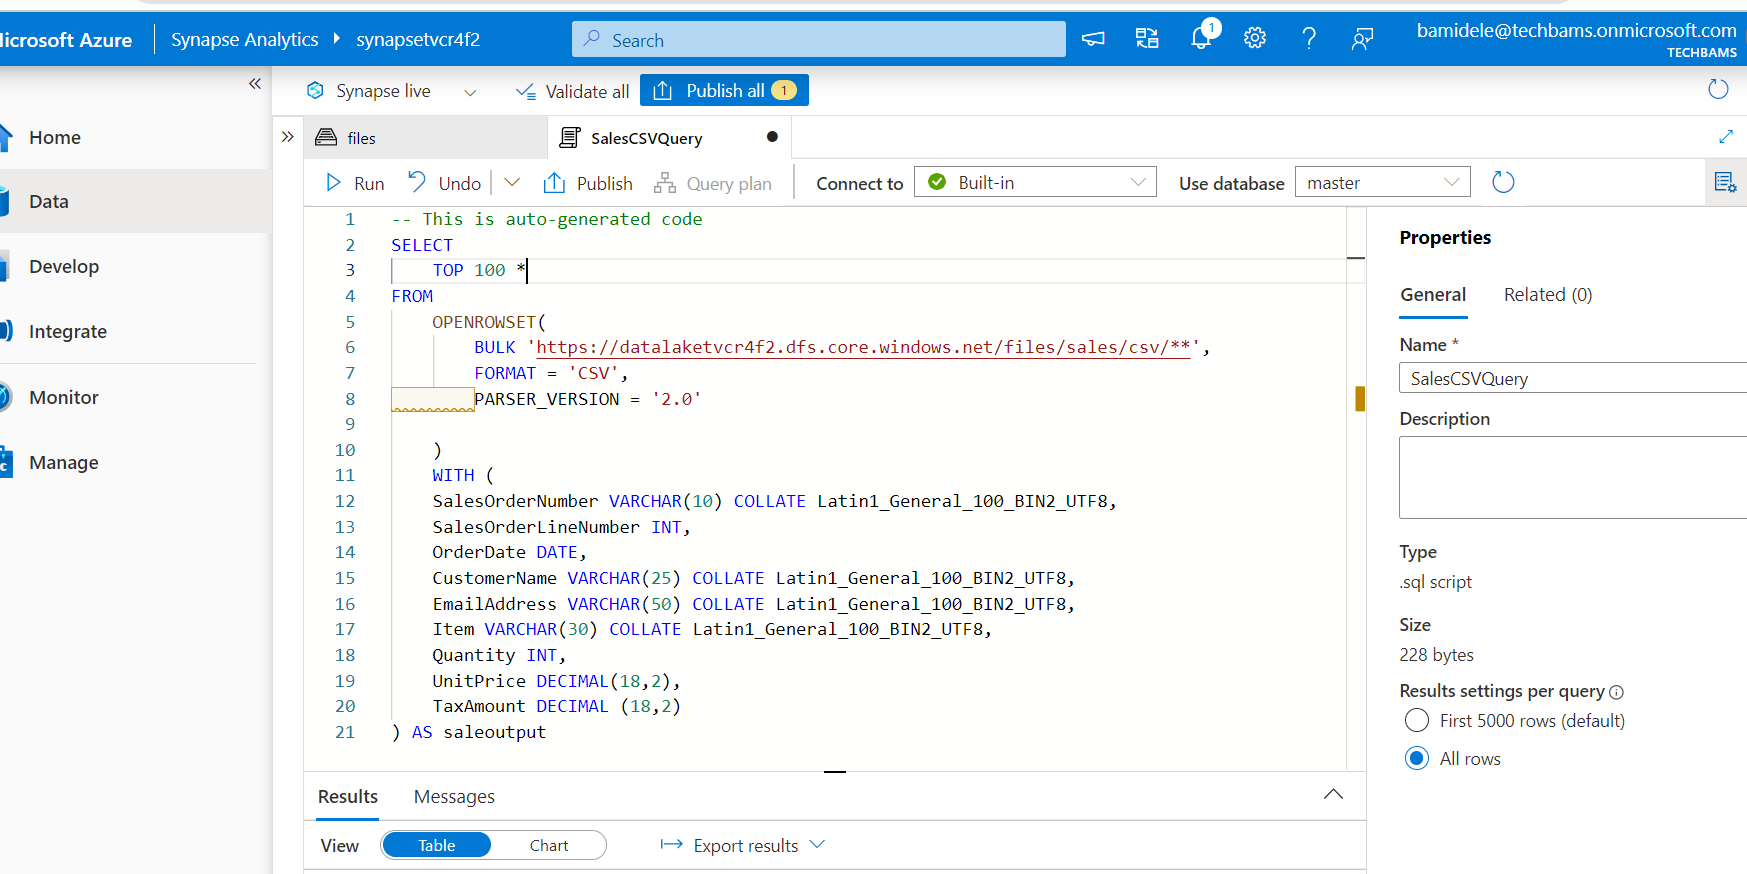 icrosoft Azure
Synapse Analytics
synapsetvcr4f2
Search
1
bamidele@techbams.onmicrosoft.com
TECHBAMS
Synapse live
Validate all
Publish all 1
Home
Data
Develop
Integrate
Monitor
Manage
files
SalesCSVQuery
Run
Undo
Publish
Query plan
Connect to
Built-in
Use database
master
1 -- This is auto-generated code
2 SELECT
3 TOP 100 *
4 FROM
5 OPENROWSET(
6 BULK 'https://datalaketvcr4f2.dfs.core.windows.net/files/sales/csv/**',
7 FORMAT = 'CSV',
8 PARSER_VERSION = '2.0'
9
10 )
11 WITH (
12 SalesOrderNumber VARCHAR(10) COLLATE Latin1_General_100_BIN2_UTF8,
13 SalesOrderLineNumber INT,
14 OrderDate DATE,
15 CustomerName VARCHAR(25) COLLATE Latin1_General_100_BIN2_UTF8,
16 EmailAddress VARCHAR(50) COLLATE Latin1_General_100_BIN2_UTF8,
17 Item VARCHAR(30) COLLATE Latin1_General_100_BIN2_UTF8,
18 Quantity INT,
19 UnitPrice DECIMAL(18,2),
20 TaxAmount DECIMAL (18,2)
21 ) AS saleoutput
Properties
General
Related (0)
Name *
SalesCSVQuery
Description
Type
.sql script
Size
228 bytes
Results settings per query
First 5000 rows (default)
All rows
Results
Messages
View
Table
Chart
Export results